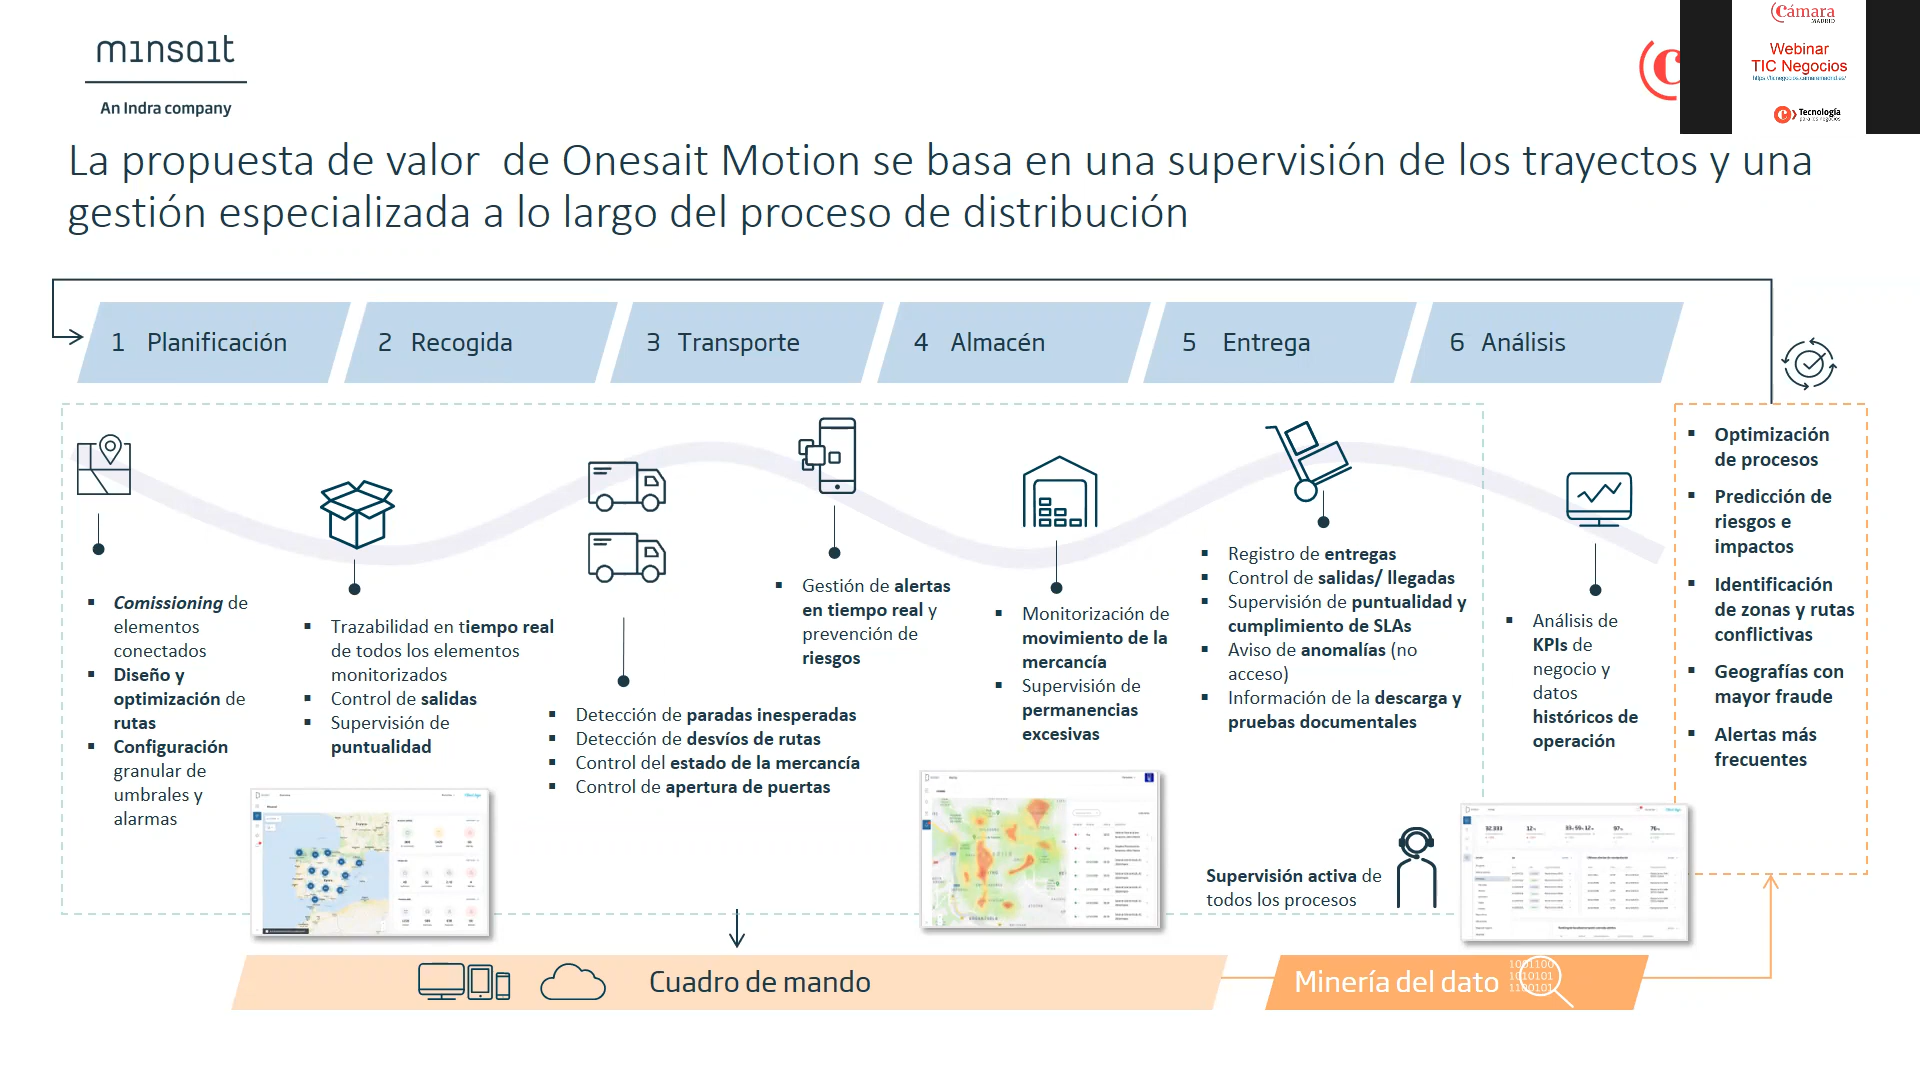 minsait
An Indra company
Cámara
MADRID
Webinar
TIC Negocios
Tecnología
para los negocios
La propuesta de valor de Onesait Motion se basa en una supervisión de los trayectos y una
gestión especializada a lo largo del proceso de distribución
1 Planificación
2 Recogida
3 Transporte
4 Almacén
5 Entrega
6 Análisis
▪ Comissioning de
elementos
conectados
▪ Diseño y
optimización de
rutas
▪ Configuración
granular de
umbrales y
alarmas
▪ Trazabilidad en tiempo real
de todos los elementos
monitorizados
▪ Control de salidas
▪ Supervisión de
puntualidad
▪ Detección de paradas inesperadas
▪ Detección de desvíos de rutas
▪ Control del estado de la mercancía
▪ Control de apertura de puertas
▪ Gestión de alertas
en tiempo real y
prevención de
riesgos
▪ Monitorización de
movimiento de la
mercancía
▪ Supervisión de
permanencias
excesivas
▪ Registro de entregas
▪ Control de salidas/ llegadas
▪ Supervisión de puntualidad y
cumplimiento de SLAs
▪ Aviso de anomalías (no
acceso)
▪ Información de la descarga y
pruebas documentales
▪ Análisis de
KPIs de
negocio y
datos
históricos de
operación
▪ Optimización
de procesos
▪ Predicción de
riesgos e
impactos
▪ Identificación
de zonas y rutas
conflictivas
▪ Geografías con
mayor fraude
▪ Alertas más
frecuentes
Supervisión activa de
todos los procesos
Cuadro de mando
Minería del dato
1001100
1010101
1100101